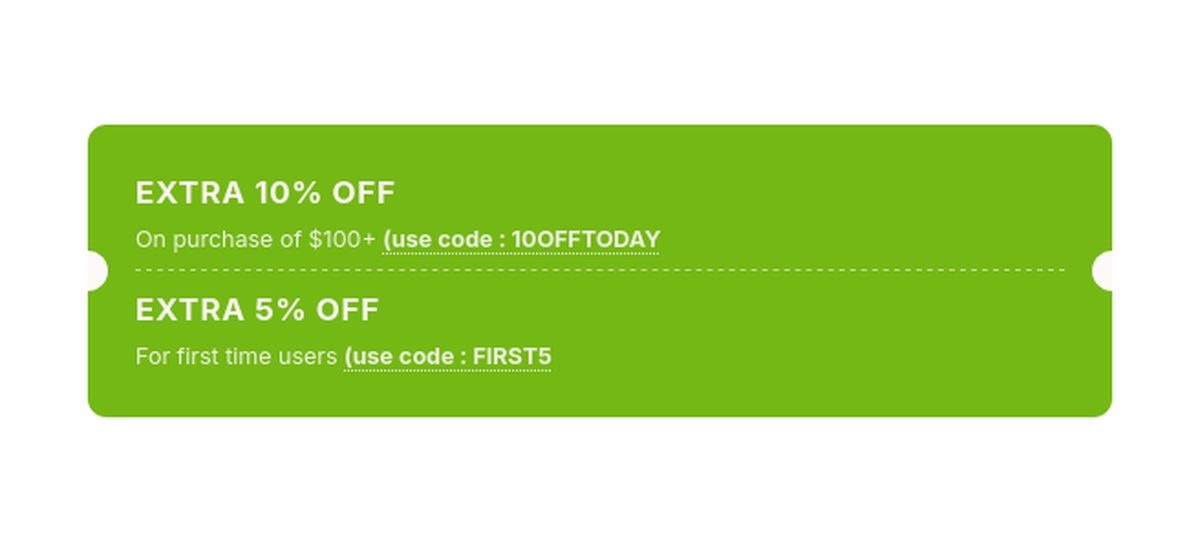 EXTRA 10% OFF
On purchase of $100+ (use code : 10OFFTODAY
EXTRA 5% OFF
For first time users (use code : FIRST5